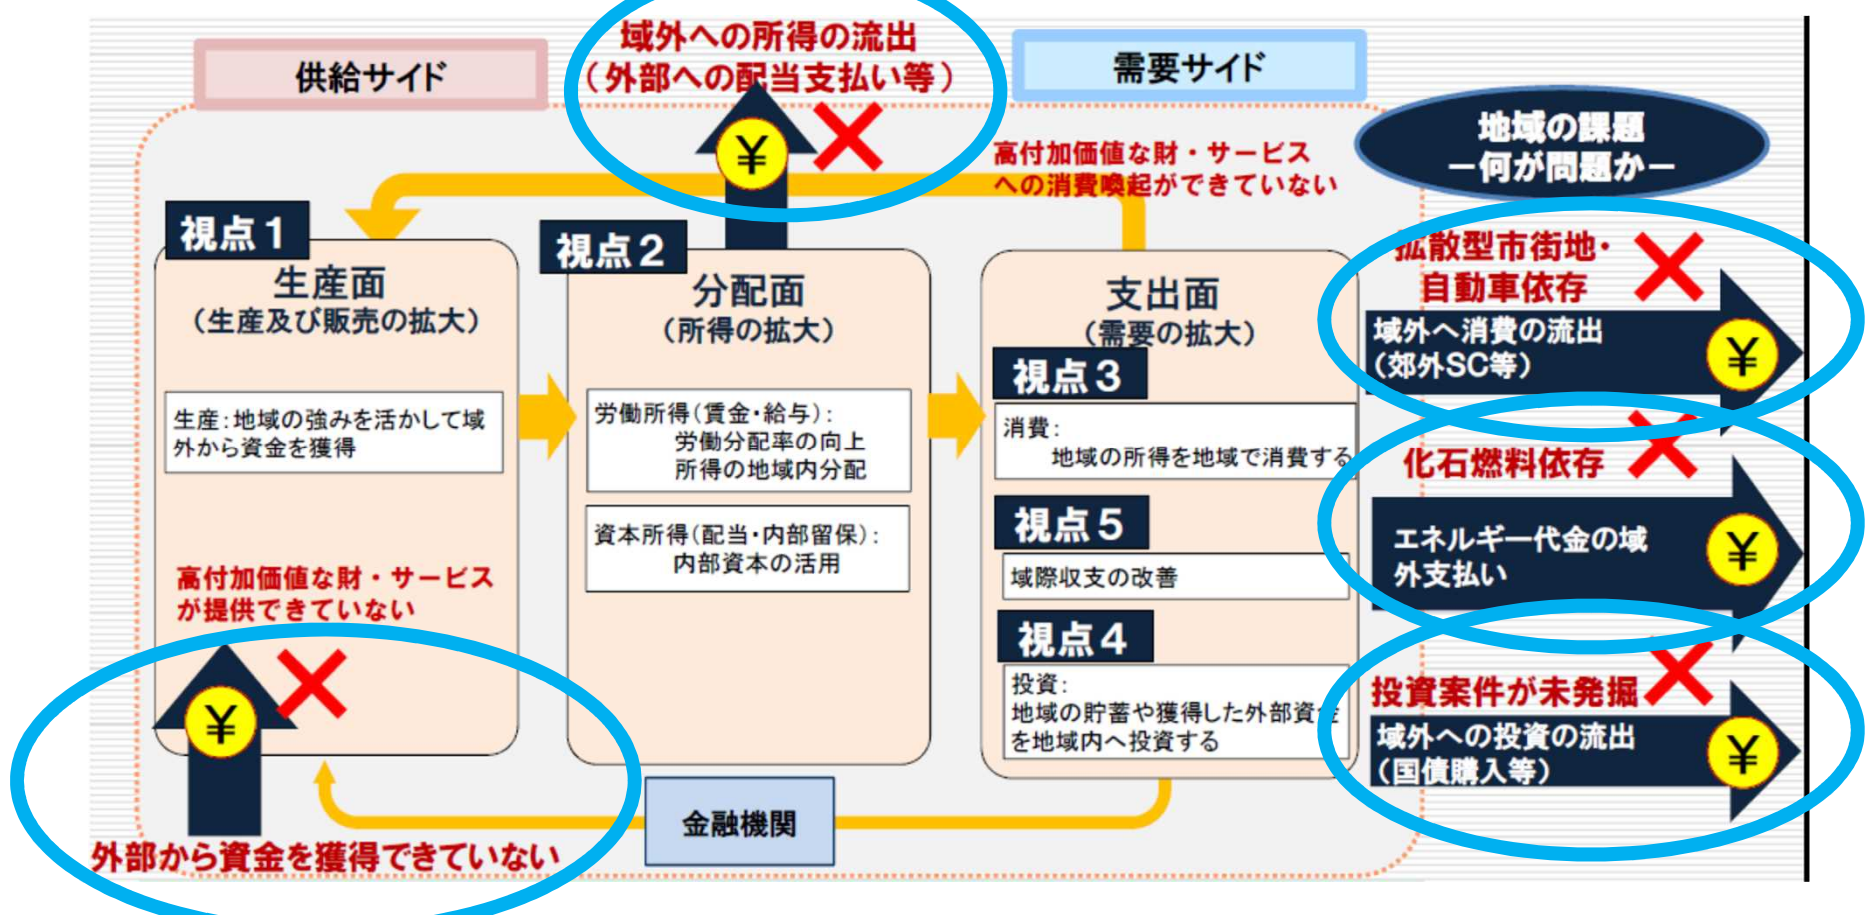 域外への所得の流出
(外部への配当支払い等)
供給サイド
需要サイド
地域の課題
－何が問題か－
高付加価値な財・サービス
への消費喚起ができていない
¥
視点1
生産面
(生産及び販売の拡大)
生産:地域の強みを活かして域
外から資金を獲得
高付加価値な財・サービス
が提供できていない
¥
外部から資金を獲得できていない
視点2
分配面
(所得の拡大)
労働所得(賃金・給与):
労働分配率の向上
所得の地域内分配
資本所得(配当・内部留保):
内部資本の活用
支出面
(需要の拡大)
視点3
消費:
地域の所得を地域で消費する
視点5
域際収支の改善
視点4
投資:
地域の貯蓄や獲得した外部資金
を地域内へ投資する
金融機関
拡散型市街地・
自動車依存
域外へ消費の流出
(郊外SC等)
¥
化石燃料依存
エネルギー代金の域
外支払い
¥
投資案件が未発掘
域外への投資の流出
(国債購入等)
¥